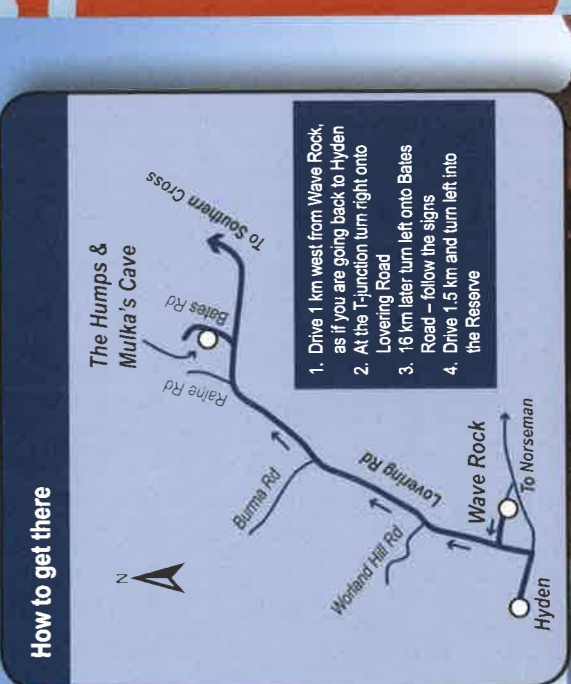 How to get there
N
The Humps &
Mulka's Cave
To Southern Cross
Bates Rd
Raine Rd
Burma Rd
Lovering Rd
Worland Hill Rd
Wave Rock
To Norseman
Hyden
1. Drive 1 km west from Wave Rock,
as if you are going back to Hyden
2. At the T-junction turn right onto
Lovering Road
3. 16 km later turn left onto Bates
Road – follow the signs
4. Drive 1.5 km and turn left into
the Reserve